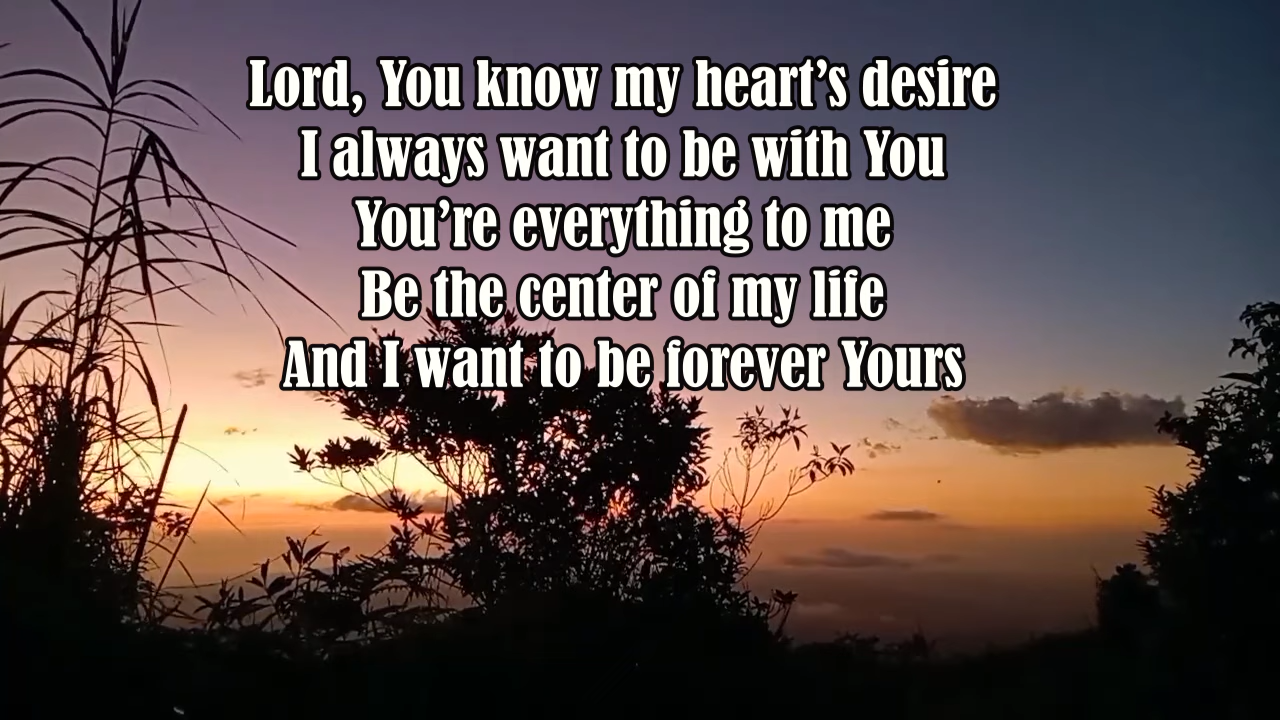 Lord, You know my heart’s desire
I always want to be with You
You’re everything to me
Be the center of my life
And I want to be forever Yours